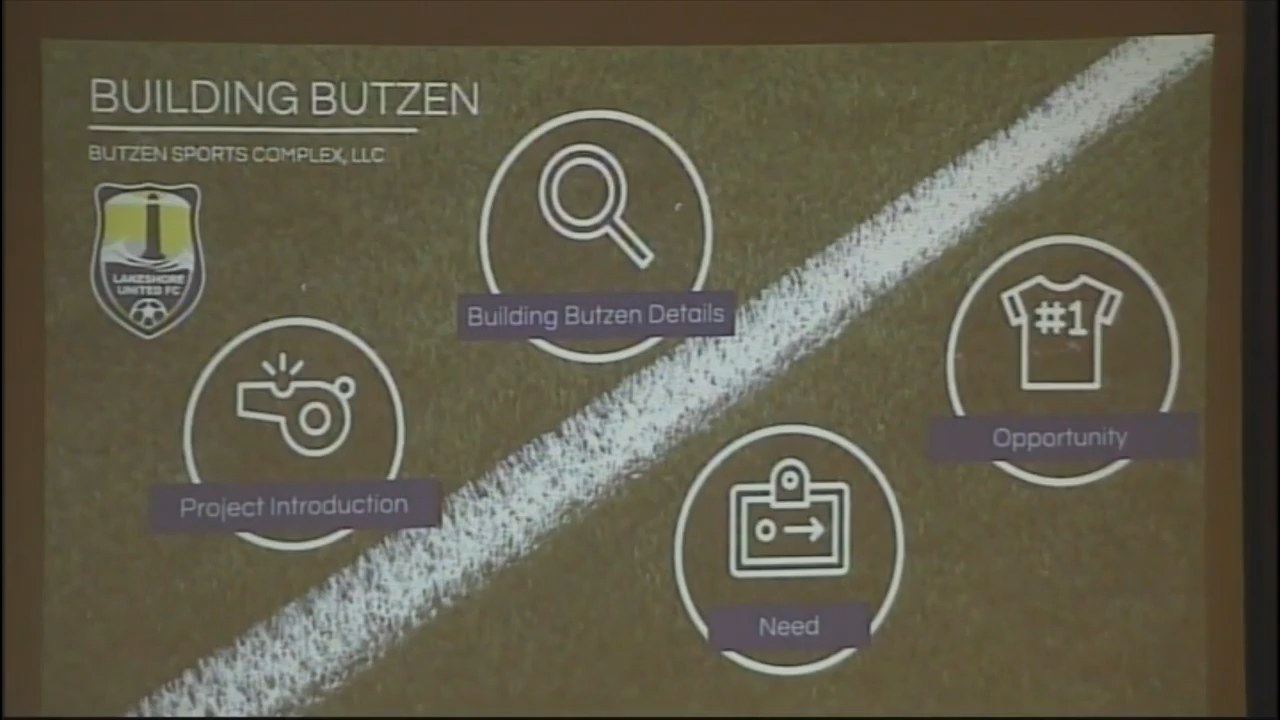 BUILDING BUTZEN
BUTZEN SPORTS COMPLEX, LLC
LAKESHORE
UNITED FC
Building Butzen Details
#1
Opportunity
Project Introduction
Need